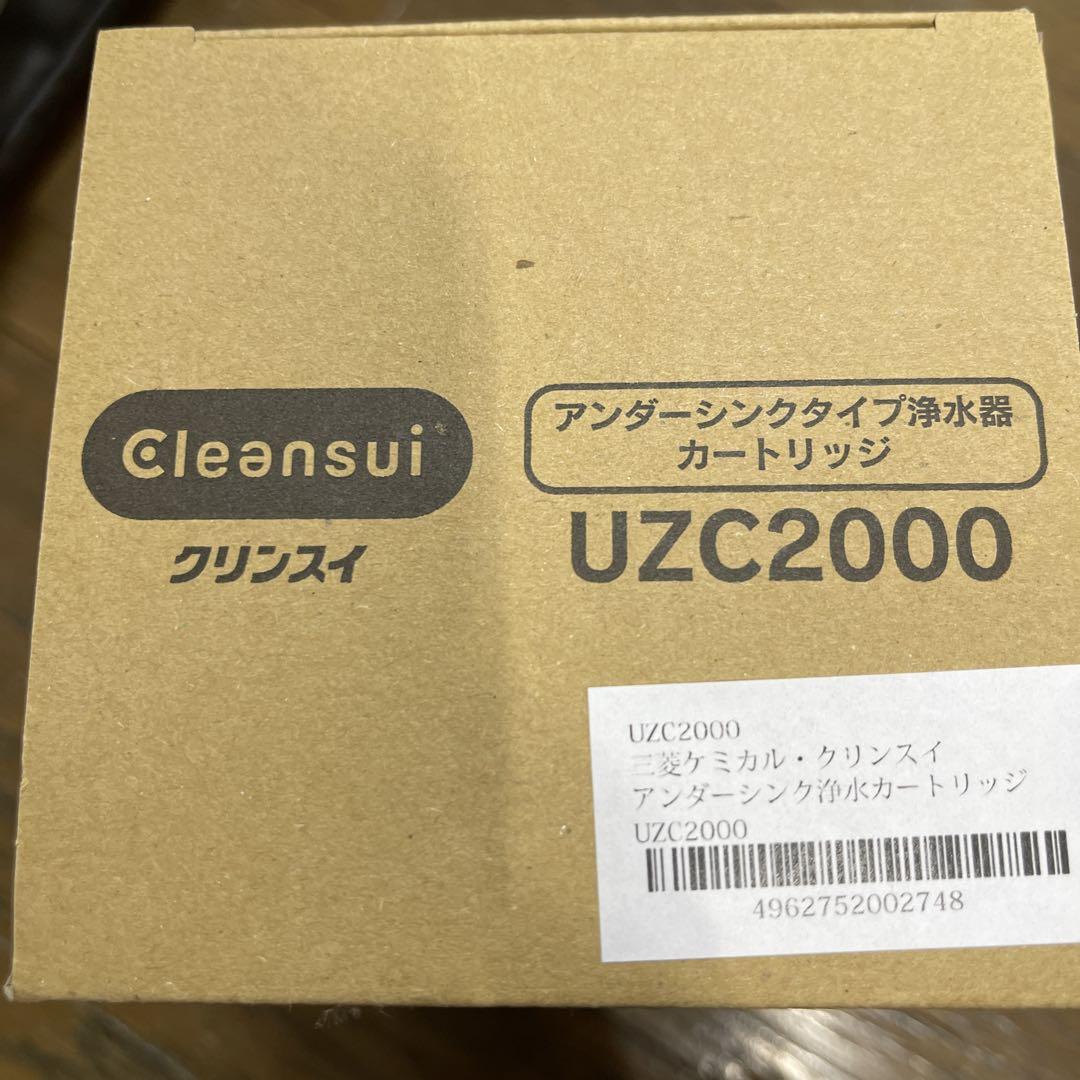 Cleansui
クリンスイ
アンダーシンクタイプ浄水器
カートリッジ
UZC2000
UZC2000
三菱ケミカル・クリンスイ
アンダーシンク浄水カートリッジ
UZC2000
4962752002748